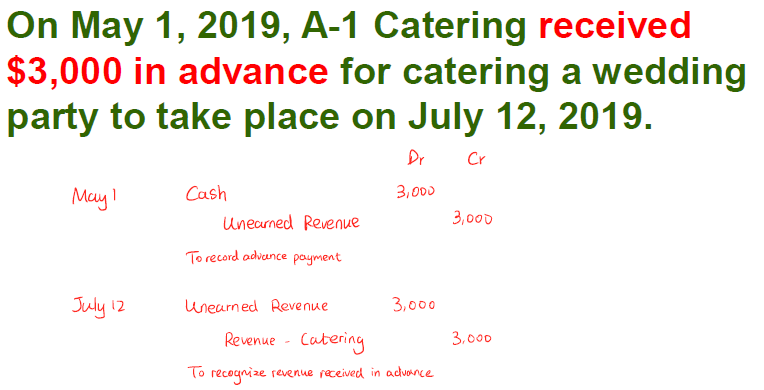 On May 1, 2019, A-1 Catering received
$3,000 in advance for catering a wedding
party to take place on July 12, 2019.
Dr Cr
May 1 Cash 3,000
Unearned Revenue 3,000
To record advance payment
July 12 Unearned Revenue 3,000
Revenue - Catering 3,000
To recognize revenue received in advance